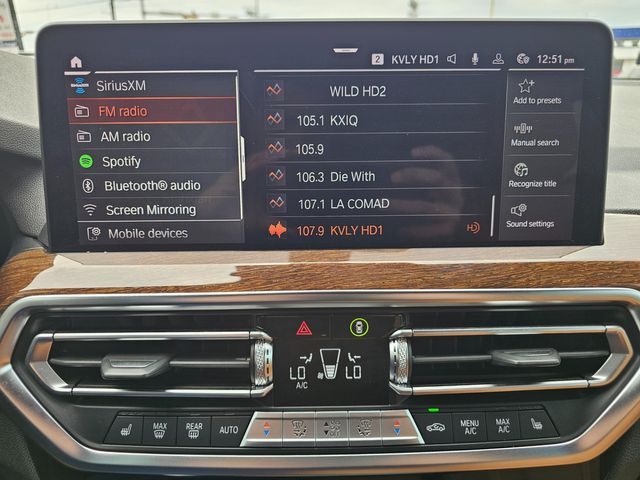 2 KVLY HD1 12:51 pm
SiriusXM
FM radio
AM radio
Spotify
Bluetooth® audio
Screen Mirroring
Mobile devices
WILD HD2
105.1 KXIQ
105.9
106.3 Die With
107.1 LA COMAD
107.9 KVLY HD1
Add to presets
Manual search
Recognize title
Sound settings
LO LO
A/C
MAX
REAR
AUTO
MENU A/C
MAX A/C